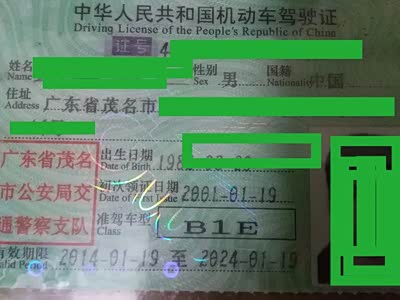 中华人民共和国机动车驾驶证
Driving License of the People's Republic of China
证号 4
姓名
Name
性别 男
Sex
国籍 中国
Nationality
住址 广东省茂名市
Address
广东省茂名
市公安局交
通警察支队
出生日期
Date of Birth
初次领证日期 2001-01-19
Date of First Issue
准驾车型 B1E
Class
有效期限 2014-01-19 至 2024-01-19
Valid Period